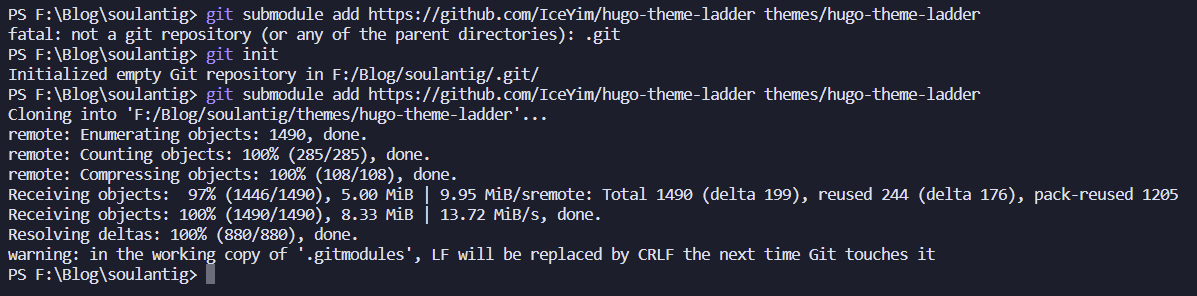 PS F:\Blog\soulantig> git submodule add https://github.com/IceYim/hugo-theme-ladder themes/hugo-theme-ladder
fatal: not a git repository (or any of the parent directories): .git
PS F:\Blog\soulantig> git init
Initialized empty Git repository in F:/Blog/soulantig/.git/
PS F:\Blog\soulantig> git submodule add https://github.com/IceYim/hugo-theme-ladder themes/hugo-theme-ladder
Cloning into 'F:/Blog/soulantig/themes/hugo-theme-ladder'...
remote: Enumerating objects: 1490, done.
remote: Counting objects: 100% (285/285), done.
remote: Compressing objects: 100% (108/108), done.
Receiving objects:  97% (1446/1490), 5.00 MiB | 9.95 MiB/sremote: Total 1490 (delta 199), reused 244 (delta 176), pack-reused 1205
Receiving objects: 100% (1490/1490), 8.33 MiB | 13.72 MiB/s, done.
Resolving deltas: 100% (880/880), done.
warning: in the working copy of '.gitmodules', LF will be replaced by CRLF the next time Git touches it
PS F:\Blog\soulantig>